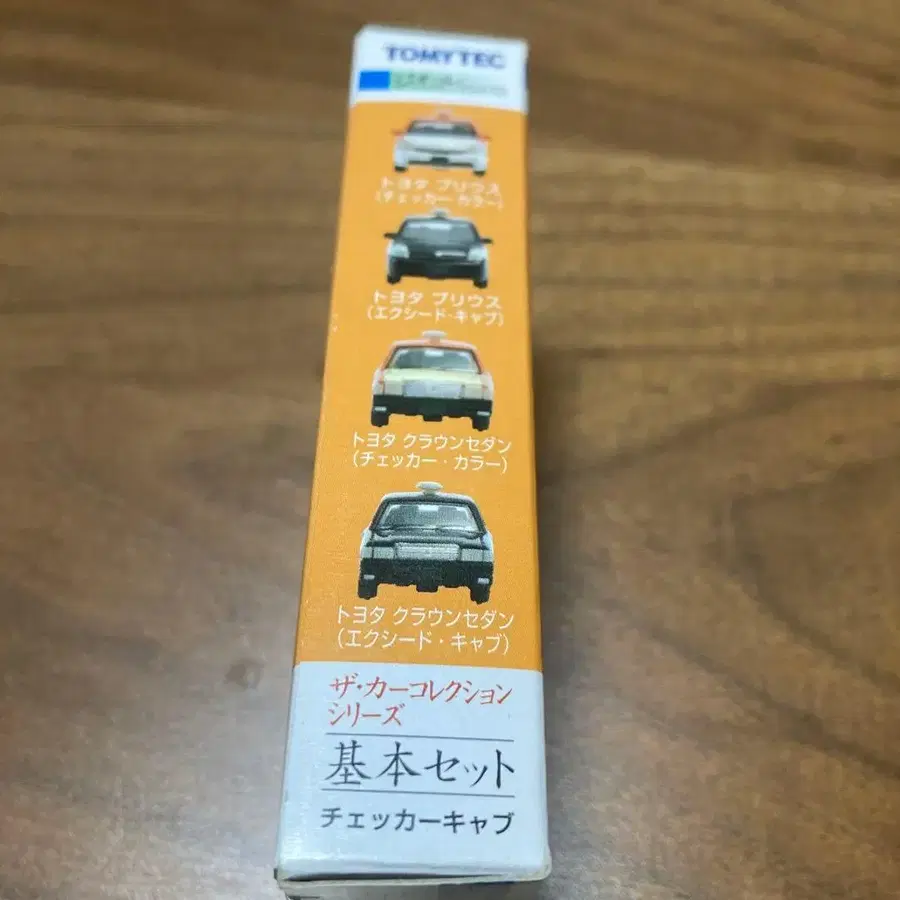 TOMYTEC
トヨタ プリウス
(チェッカー・カラー)
トヨタ プリウス
(エクシード・キャブ)
トヨタ クラウンセダン
(チェッカー・カラー)
トヨタ クラウンセダン
(エクシード・キャブ)
ザ・カーコレクション
シリーズ
基本セット
チェッカーキャブ